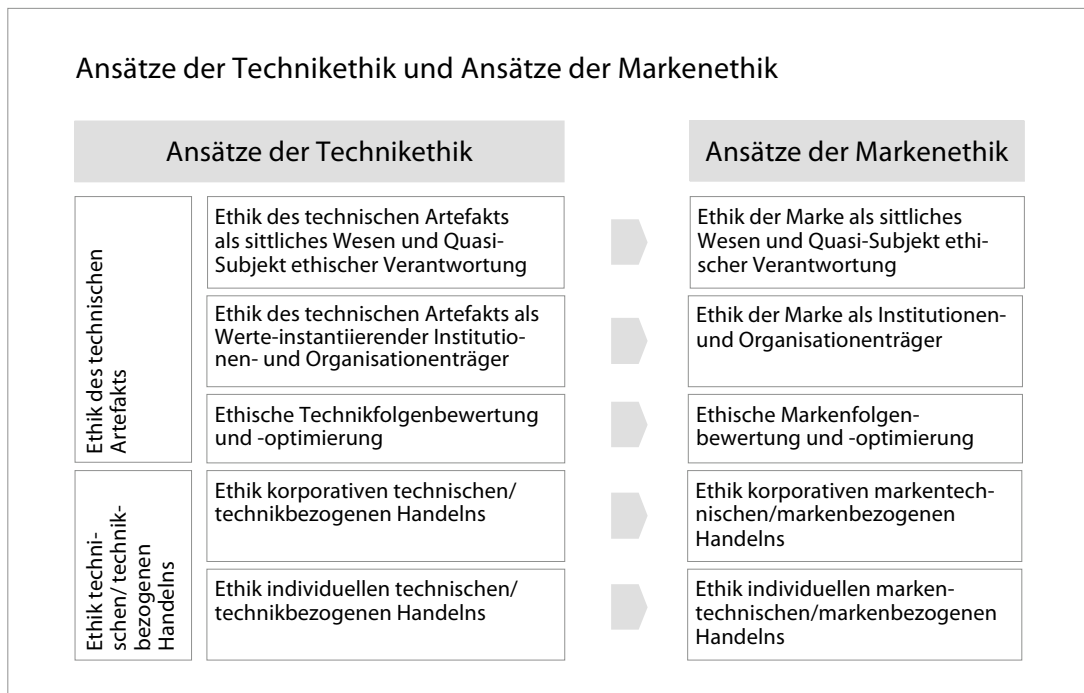 Ansätze der Technikethik und Ansätze der Markenethik
Ansätze der Technikethik
Ansätze der Markenethik
Ethik des technischen
Artefakts
Ethik des technischen Artefakts
als sittliches Wesen und Quasi-
Subjekt ethischer Verantwortung
Ethik der Marke als sittliches
Wesen und Quasi-Subjekt ethi-
scher Verantwortung
Ethik des technischen Artefakts als
Werte-instantiierender Institutio-
nen- und Organisationenträger
Ethik der Marke als Institutionen-
und Organisationenträger
Ethische Technikfolgenbewertung
und -optimierung
Ethische Markenfolgen-
bewertung und -optimierung
Ethik techni-
schen/ technik-
bezogenen
Handelns
Ethik korporativen technischen/
technikbezogenen Handelns
Ethik korporativen markentech-
nischen/markenbezogenen
Handelns
Ethik individuellen technischen/
technikbezogenen Handelns
Ethik individuellen marken-
technischen/markenbezogenen
Handelns